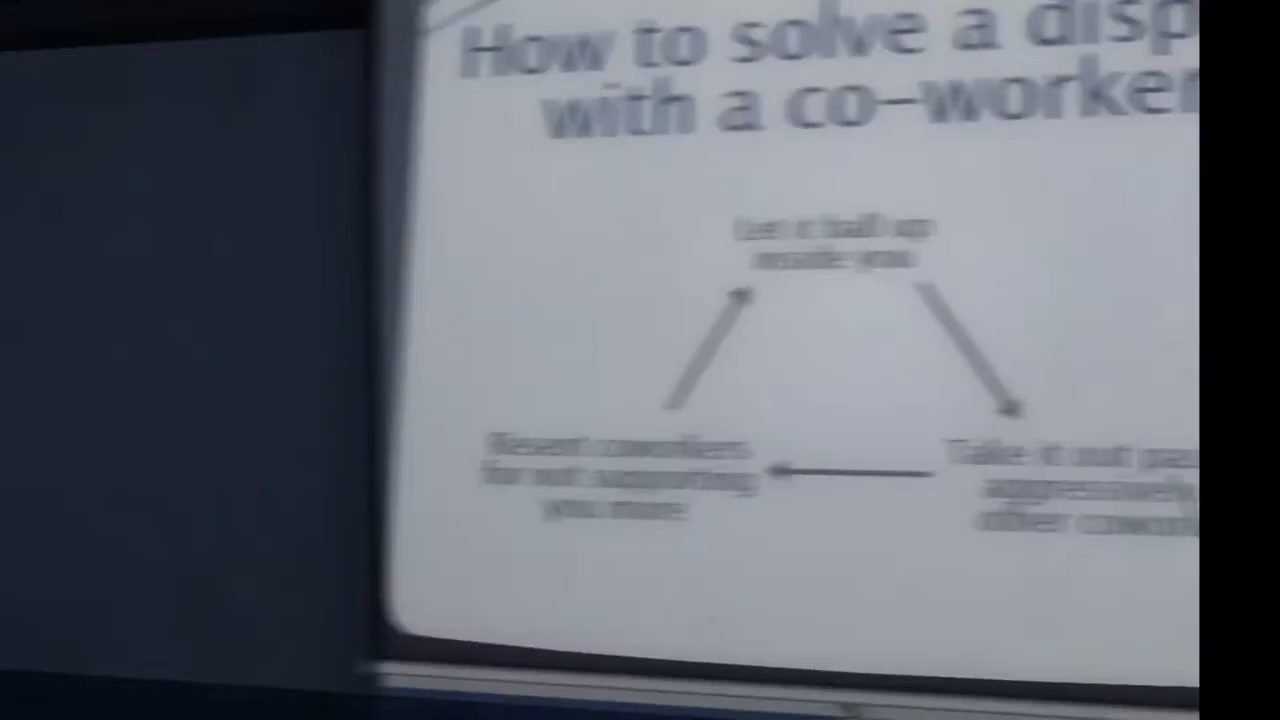 How to solve a disp
with a co-worker
Let it ball up
inside you
Resent coworkers
for not supporting
you more
Take it out pas
aggressively
other cowork